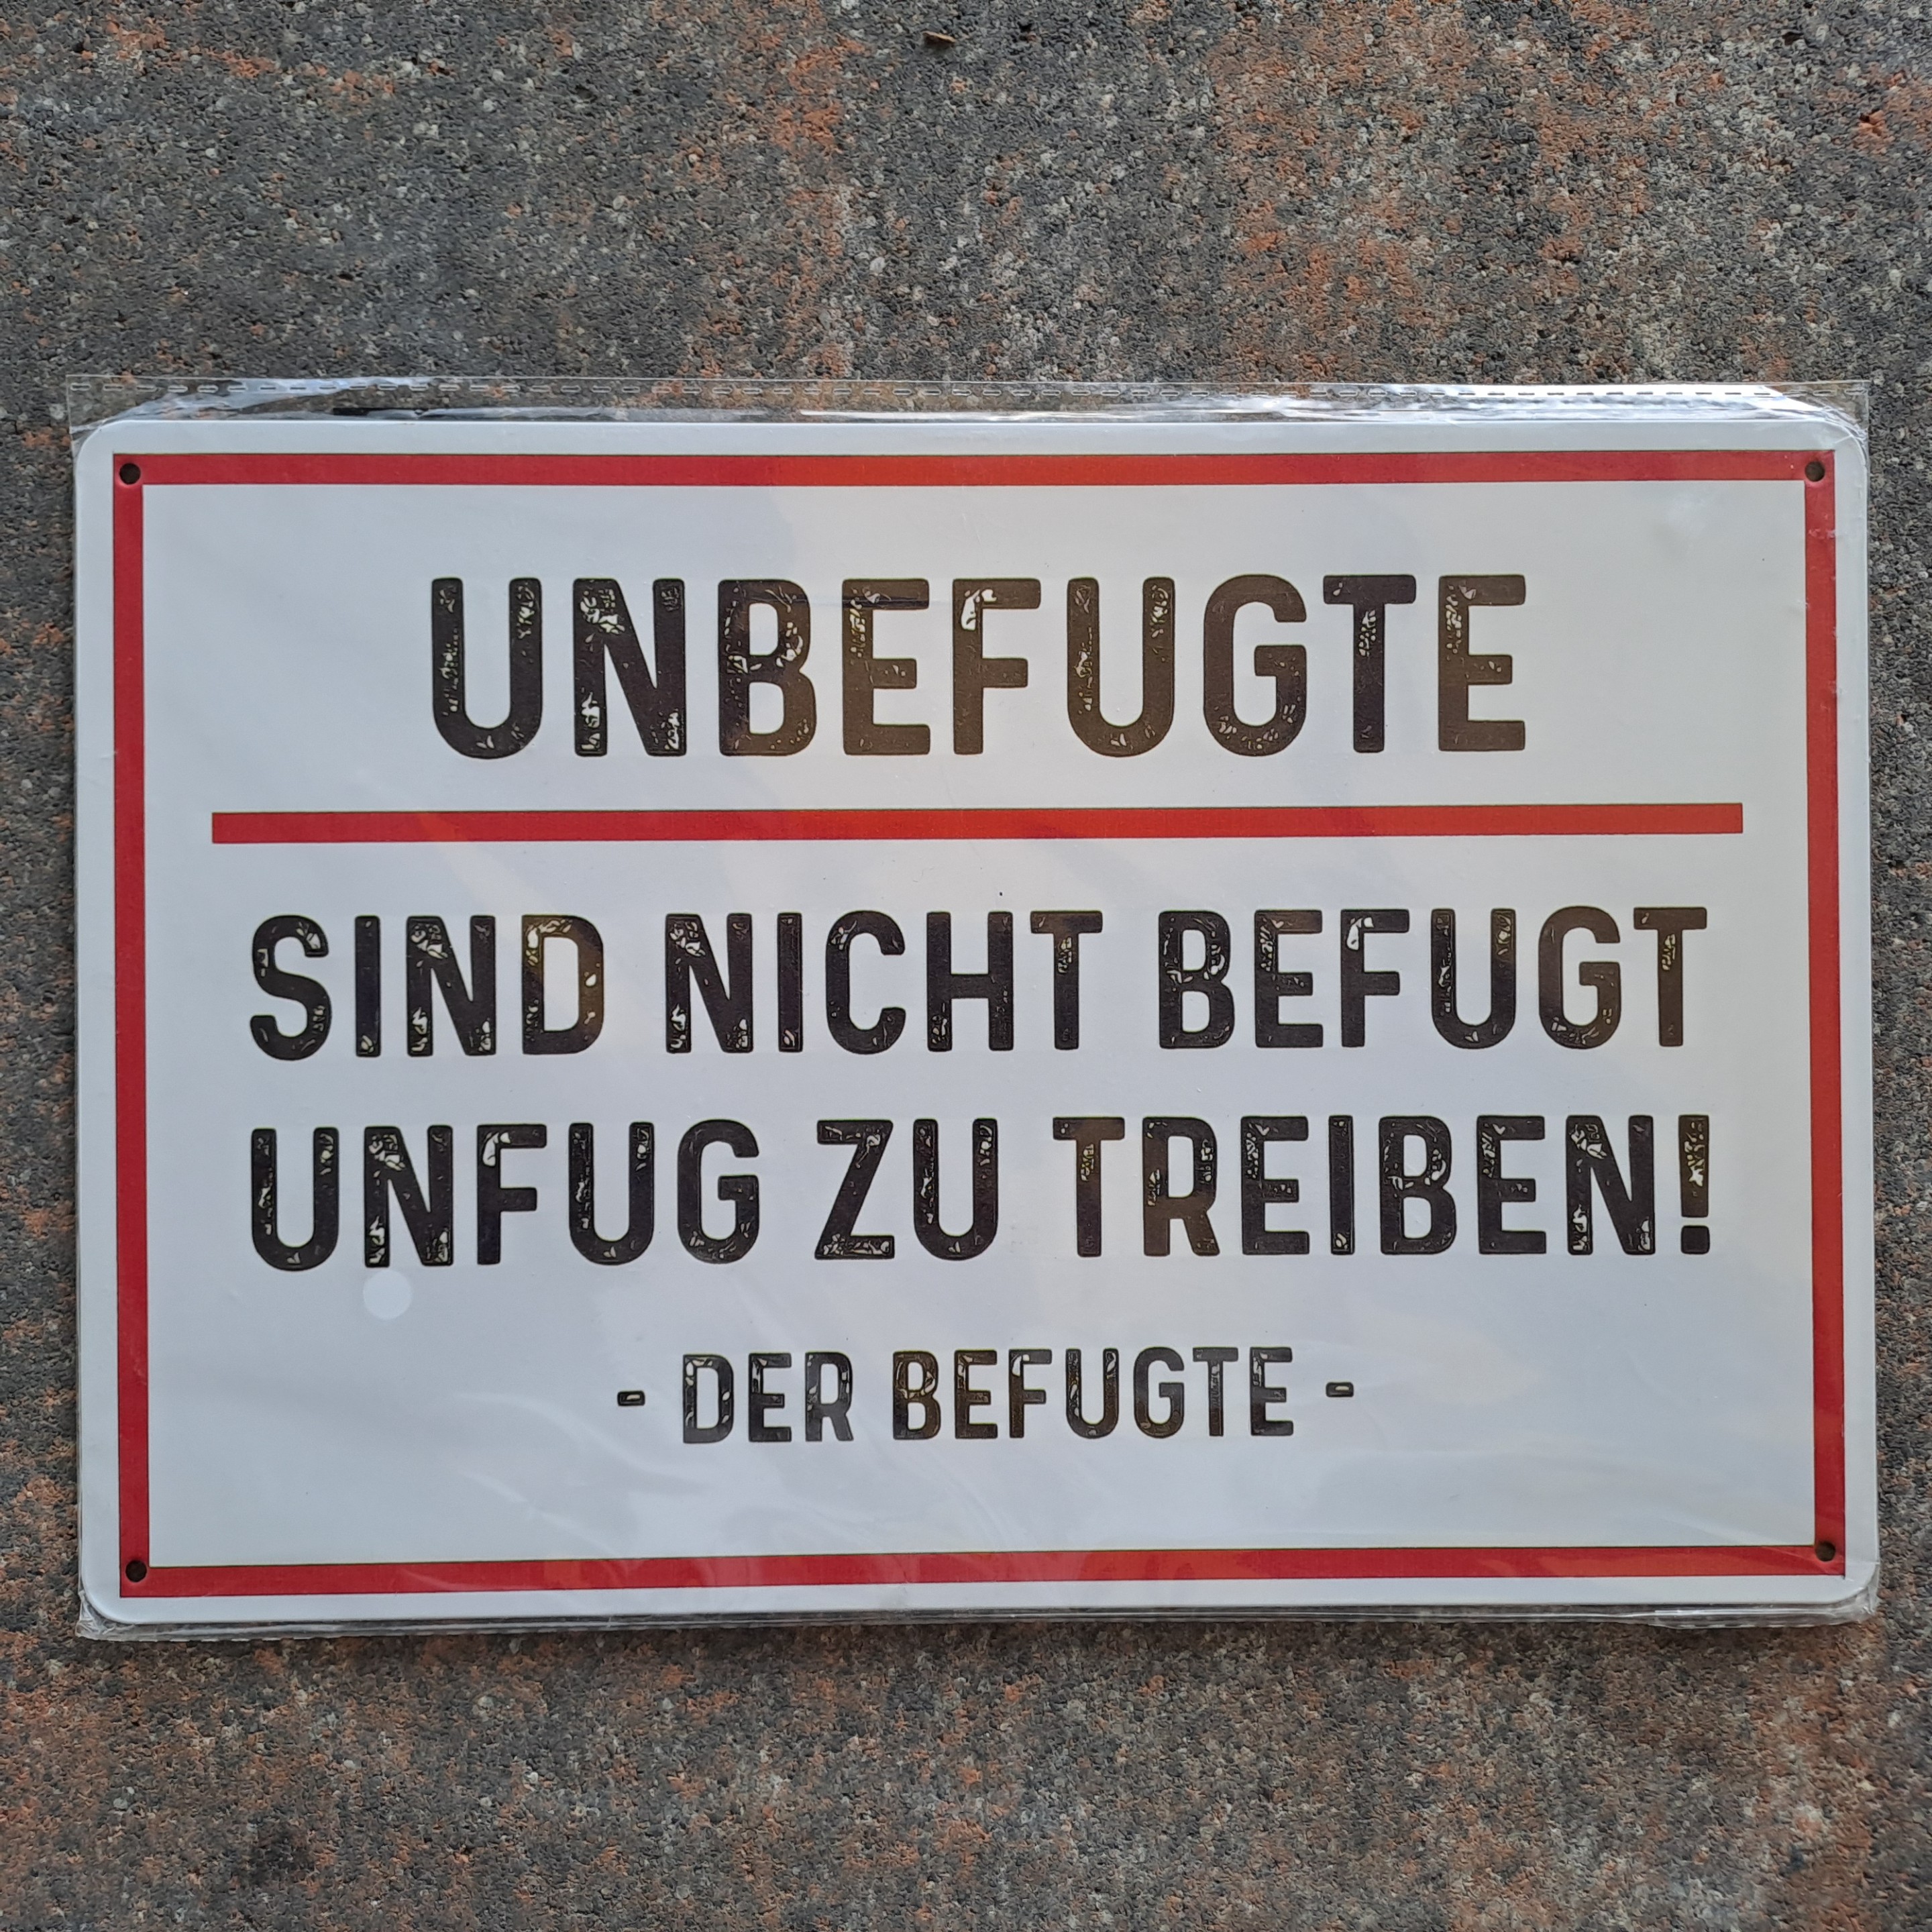 UNBEFUGTE
SIND NICHT BEFUGT
UNFUG ZU TREIBEN!
- DER BEFUGTE -